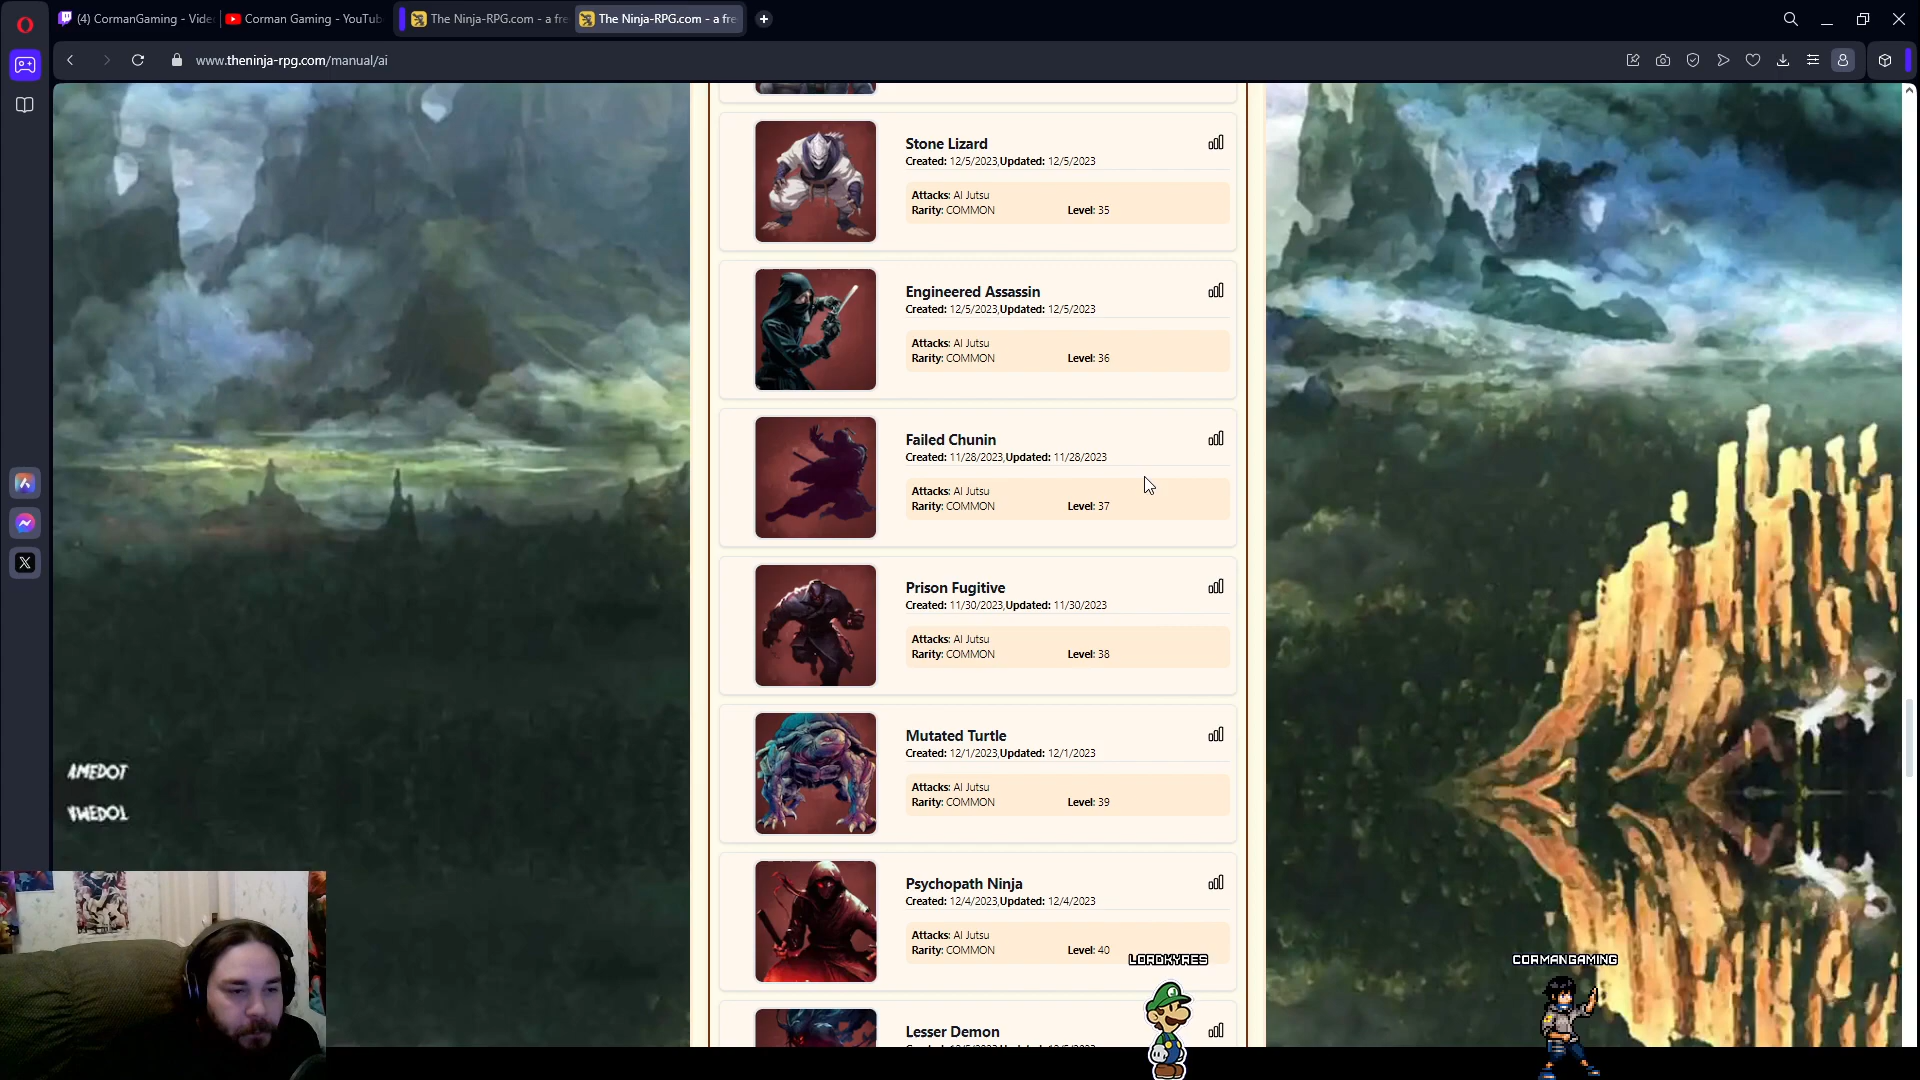 (4) CormanGaming - Vide
Corman Gaming - YouTub
The Ninja-RPG.com - a fre
The Ninja-RPG.com - a fre
www.theninja-rpg.com/manual/ai
Stone Lizard
Created: 12/5/2023,Updated: 12/5/2023
Attacks: AI Jutsu
Rarity: COMMON Level: 35
Engineered Assassin
Created: 12/5/2023,Updated: 12/5/2023
Attacks: AI Jutsu
Rarity: COMMON Level: 36
Failed Chunin
Created: 11/28/2023,Updated: 11/28/2023
Attacks: AI Jutsu
Rarity: COMMON Level: 37
Prison Fugitive
Created: 11/30/2023,Updated: 11/30/2023
Attacks: AI Jutsu
Rarity: COMMON Level: 38
Mutated Turtle
Created: 12/1/2023,Updated: 12/1/2023
Attacks: AI Jutsu
Rarity: COMMON Level: 39
Psychopath Ninja
Created: 12/4/2023,Updated: 12/4/2023
Attacks: AI Jutsu
Rarity: COMMON Level: 40
LORDKYRES
CORMANGAMING
Lesser Demon